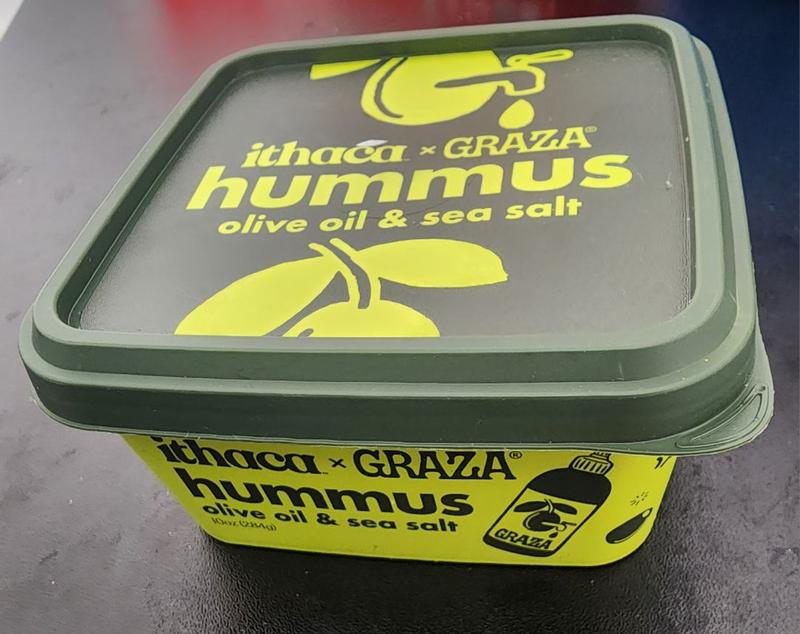 ithaca × GRAZA®
hummus
olive oil & sea salt
ithaca × GRAZA®
hummus
olive oil & sea salt
10oz (284g)
GRAZA